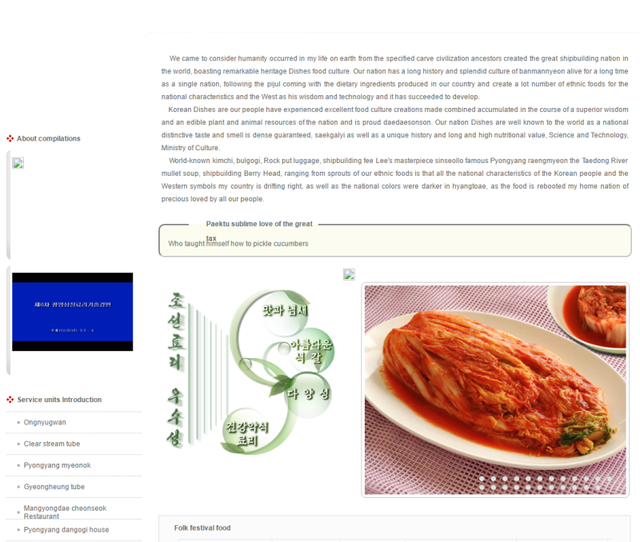 We came to consider humanity occurred in my life on earth from the specified carve civilization ancestors created the great shipbuilding nation in
the world, boasting remarkable heritage Dishes food culture. Our nation has a long history and splendid culture of banmannyeon alive for a long time
as a single nation, following the pijul coming with the dietary ingredients produced in our country and create a lot number of ethnic foods for the
national characteristics and the West as his wisdom and technology and it has succeeded to develop.
Korean Dishes are our people have experienced excellent food culture creations made combined accumulated in the course of a superior wisdom
and an edible plant and animal resources of the nation and is proud daedaesonson. Our nation Dishes are well known to the world as a national
distinctive taste and smell is dense guaranteed, saekgalyi as well as a unique history and long and high nutritional value, Science and Technology,
Ministry of Culture.
World-known kimchi, bulgogi, Rock put luggage, shipbuilding fee Lee's masterpiece sinseollo famous Pyongyang raengmyeon the Taedong River
mullet soup, shipbuilding Berry Head, ranging from sprouts of our ethnic foods is that all the national characteristics of the Korean people and the
Western symbols my country is drifting right, as well as the national colors were darker in hyangtoae, as the food is rebooted my home nation of
precious loved by all our people.
About compilations
Paektu sublime love of the great
tax
Who taught himself how to pickle cucumbers
조선료리 우수성
맛과 냄새
아름다운
색 갈
다 양 성
건강약식
료리
Service units Introduction
Ongnyugwan
Clear stream tube
Pyongyang myeonok
Gyeongheung tube
Mangyongdae cheonseok
Restaurant
Pyongyang dangogi house
Folk festival food